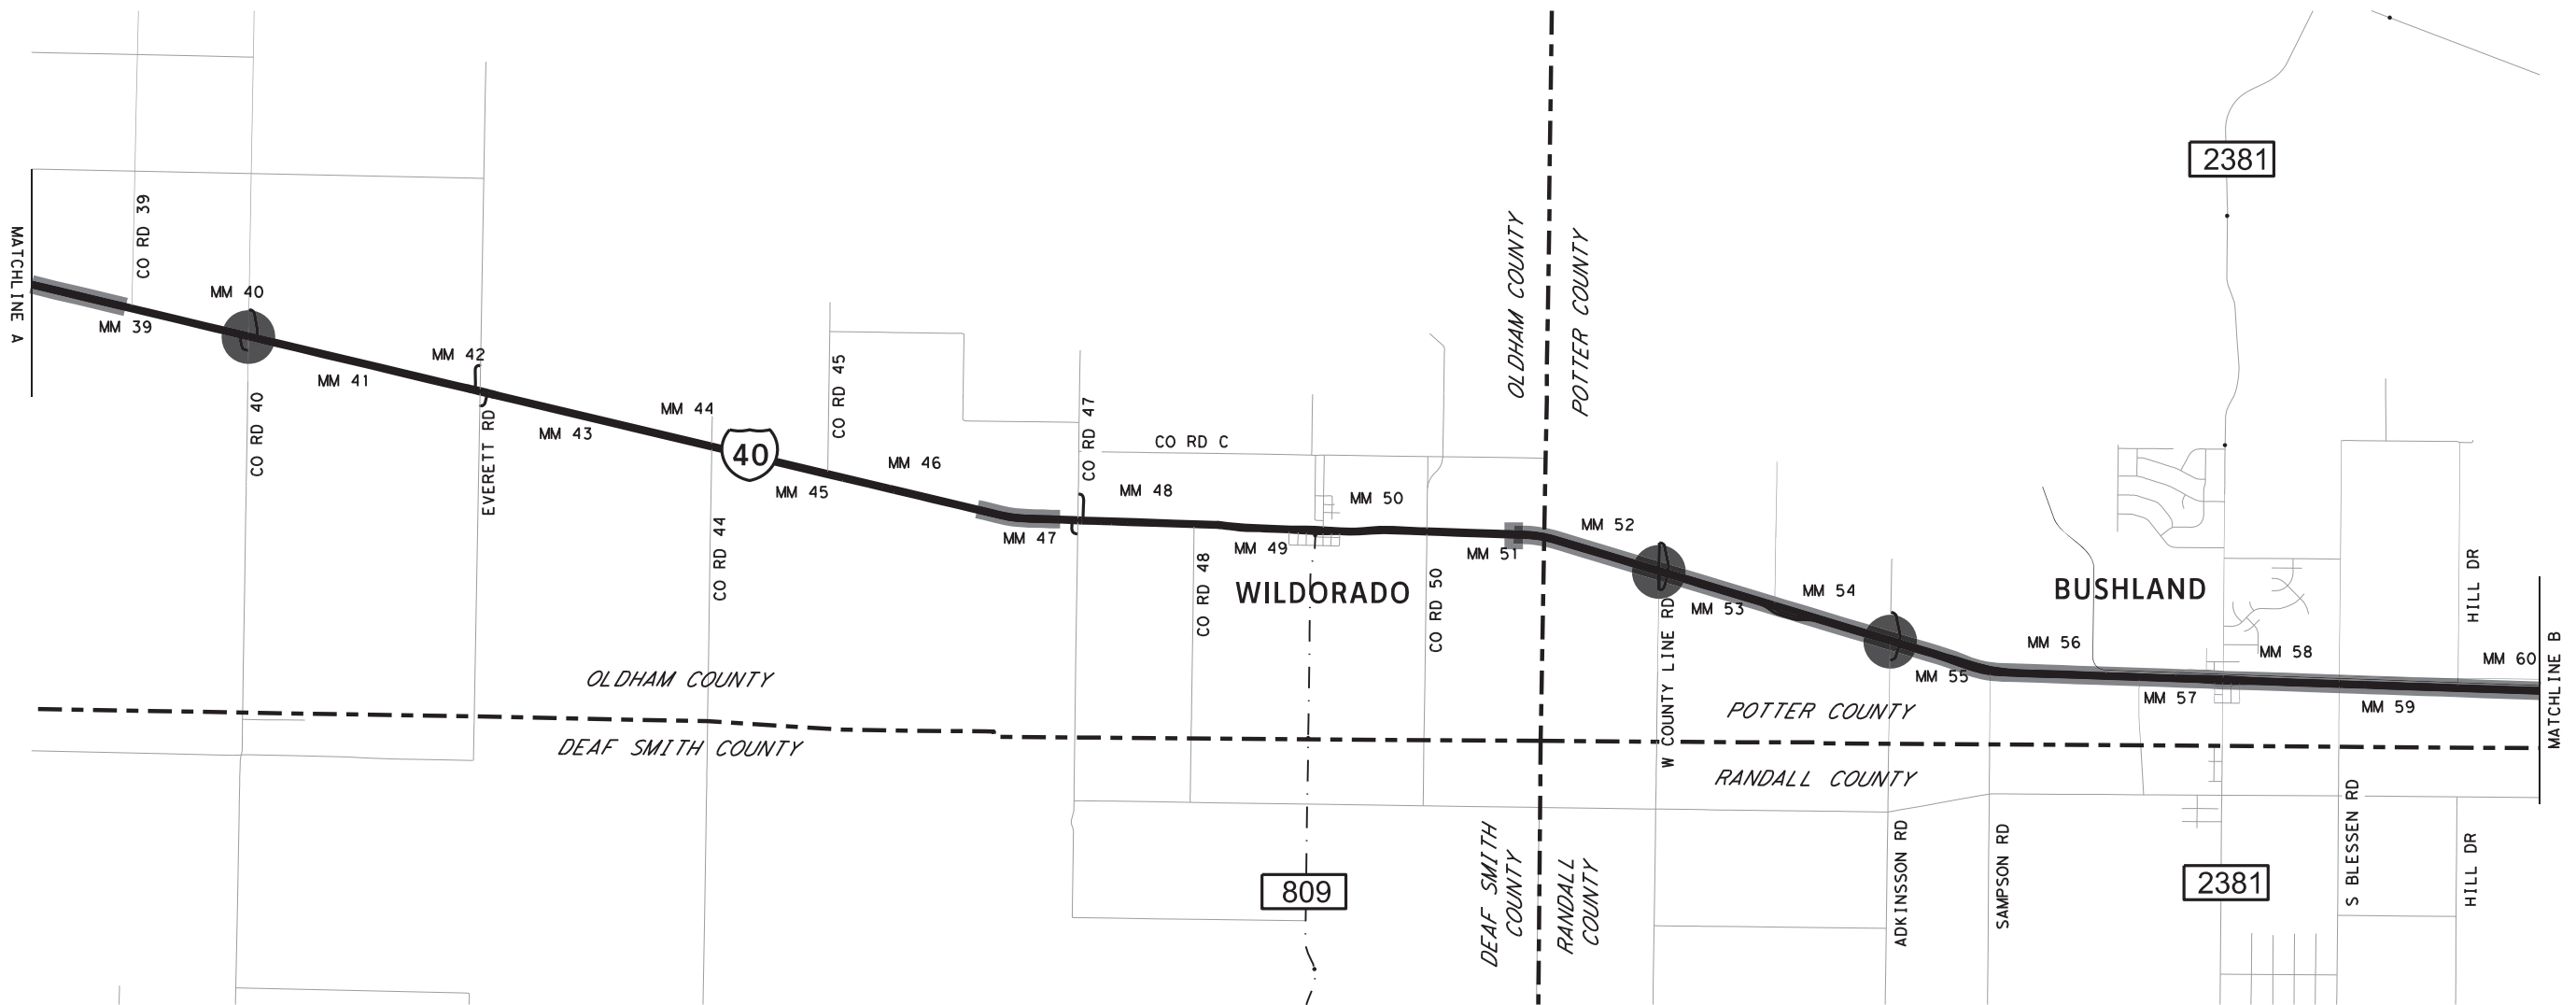 2381
MATCHLINE A
CO RD 39
OLDHAM COUNTY
POTTER COUNTY
MM 40
MM 39
MM 42
MM 41
CO RD 40
EVERETT RD
MM 44
MM 43
CO RD 45
40
MM 46
MM 45
CO RD 47
CO RD C
MM 48
MM 50
CO RD 44
MM 47
MM 49
MM 51
MM 52
CO RD 48
WILDORADO
CO RD 50
MM 53
MM 54
W COUNTY LINE RD
BUSHLAND
HILL DR
MM 55
MM 56
MM 57
MM 58
MM 59
MM 60
MATCHLINE B
OLDHAM COUNTY
DEAF SMITH COUNTY
POTTER COUNTY
RANDALL COUNTY
809
DEAF SMITH
COUNTY
RANDALL
COUNTY
ADKINSSON RD
SAMPSON RD
2381
S BLESSEN RD
HILL DR